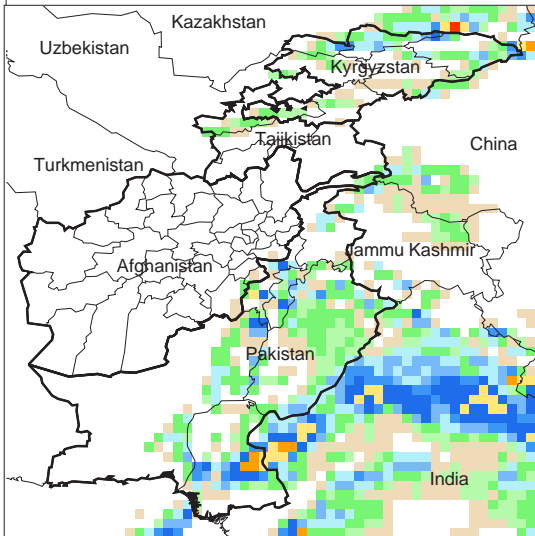 Kazakhstan
Uzbekistan
Kyrgyzstan
Tajikistan
China
Turkmenistan
Jammu Kashmir
Afghanistan
Pakistan
India